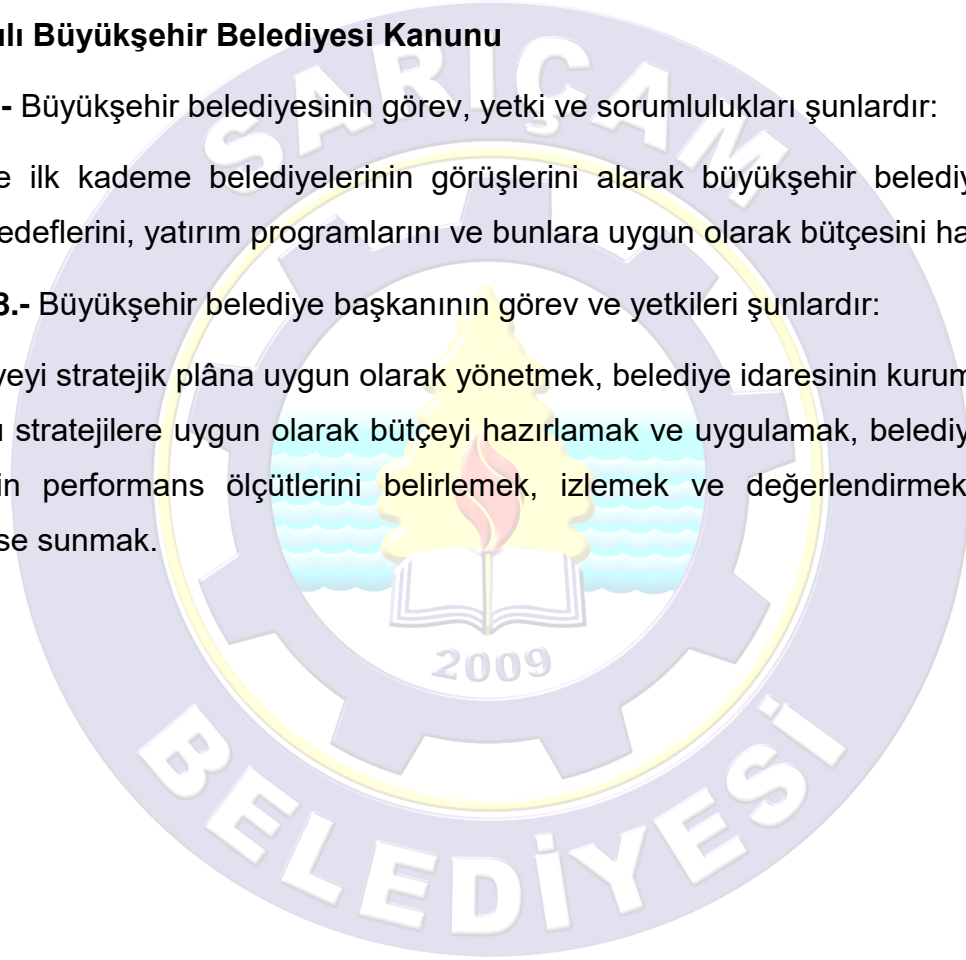 ılı Büyükşehir Belediyesi Kanunu
.- Büyükşehir belediyesinin görev, yetki ve sorumlulukları şunlardır:
e ilk kademe belediyelerinin görüşlerini alarak büyükşehir belediy
edeflerini, yatırım programlarını ve bunlara uygun olarak bütçesini ha
8.- Büyükşehir belediye başkanının görev ve yetkileri şunlardır:
yeyi stratejik plâna uygun olarak yönetmek, belediye idaresinin kurum
ı stratejilere uygun olarak bütçeyi hazırlamak ve uygulamak, belediy
in performans ölçütlerini belirlemek, izlemek ve değerlendirmek
se sunmak.
SARIÇAM
2009
BELEDİYESİ